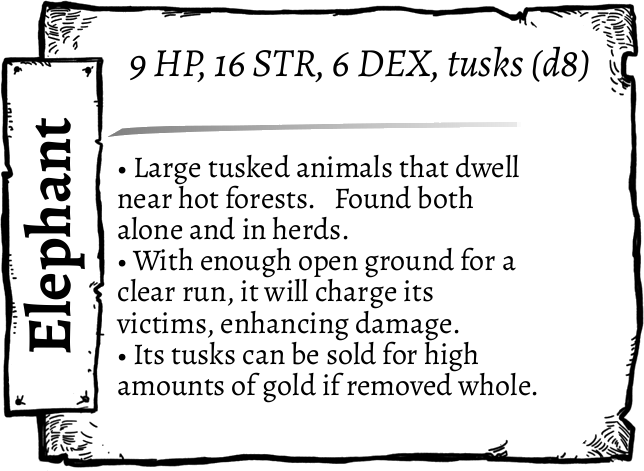 Elephant
9 HP, 16 STR, 6 DEX, tusks (d8)
• Large tusked animals that dwell
near hot forests.   Found both
alone and in herds.
• With enough open ground for a
clear run, it will charge its
victims, enhancing damage.
• Its tusks can be sold for high
amounts of gold if removed whole.